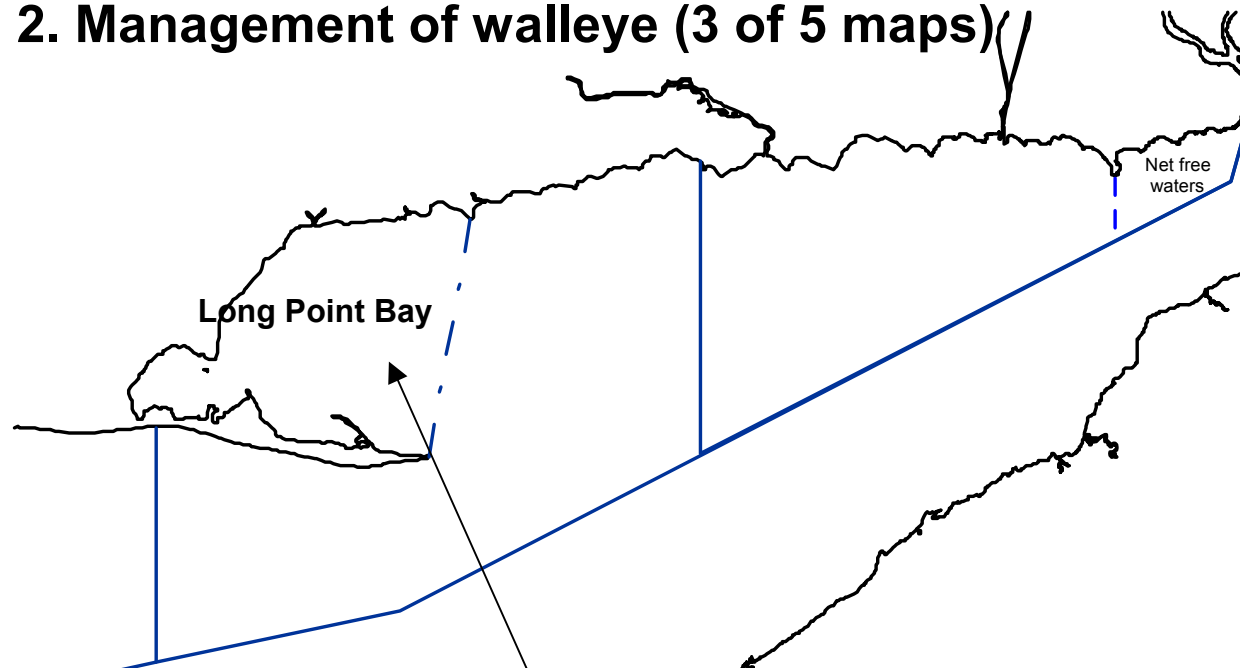 2. Management of walleye (3 of 5 maps)
Net free
waters
Long Point Bay